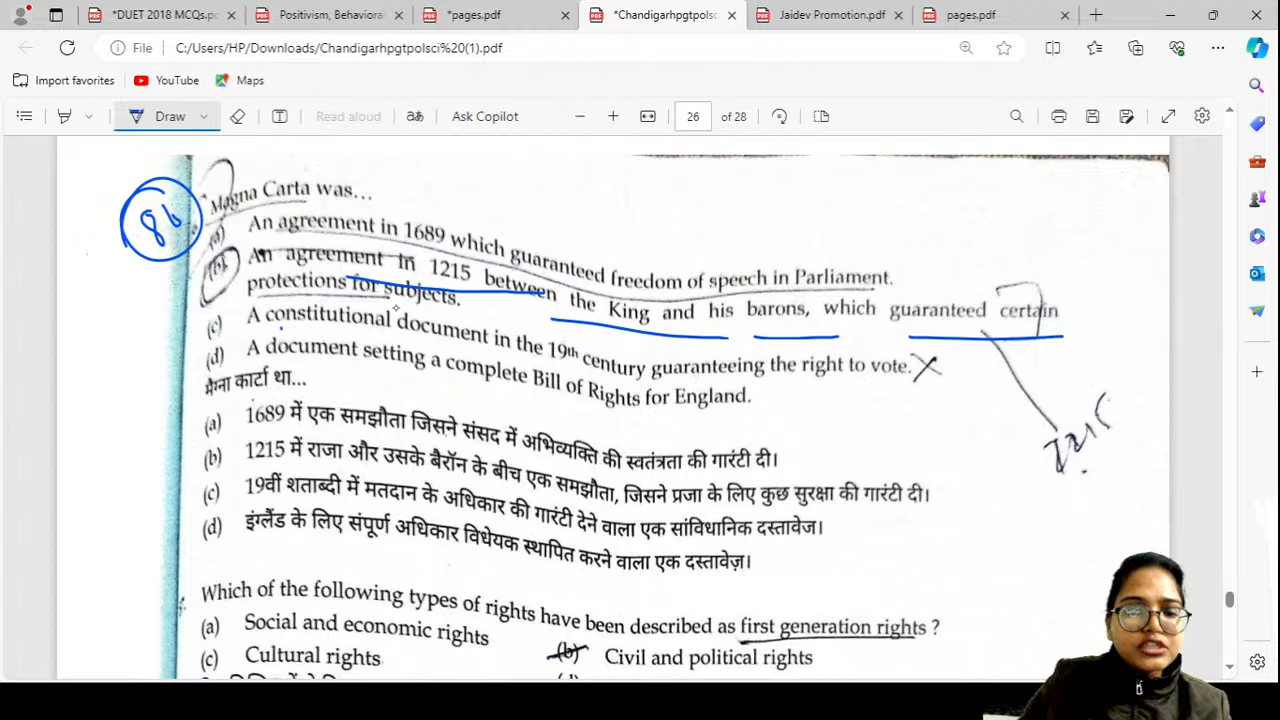 *DUET 2018 MCQs.p
Positivism, Behaviora
*pages.pdf
*Chandigarhpgtpolsc
Jaidev Promotion.pdf
pages.pdf
File
C:/Users/HP/Downloads/Chandigarhpgtpolsci%20(1).pdf
Import favorites
YouTube
Maps
Draw
Read aloud
Ask Copilot
26
of 28
86
Magna Carta was...
(a) An agreement in 1689 which guaranteed freedom of speech in Parliament.
(b) An agreement in 1215 between the King and his barons, which guaranteed certain
protections for subjects.
(c) A constitutional document in the 19th century guaranteeing the right to vote.
(d) A document setting a complete Bill of Rights for England.
मैग्ना कार्टा था...
(a) 1689 में एक समझौता जिसने संसद में अभिव्यक्ति की स्वतंत्रता की गारंटी दी।
(b) 1215 में राजा और उसके बैरॉन के बीच एक समझौता, जिसने प्रजा के लिए कुछ सुरक्षा की गारंटी दी।
(c) 19वीं शताब्दी में मतदान के अधिकार की गारंटी देने वाला एक सांविधानिक दस्तावेज।
(d) इंग्लैंड के लिए संपूर्ण अधिकार विधेयक स्थापित करने वाला एक दस्तावेज़।
Which of the following types of rights have been described as first generation rights ?
(a) Social and economic rights
(b) Civil and political rights
(c) Cultural rights